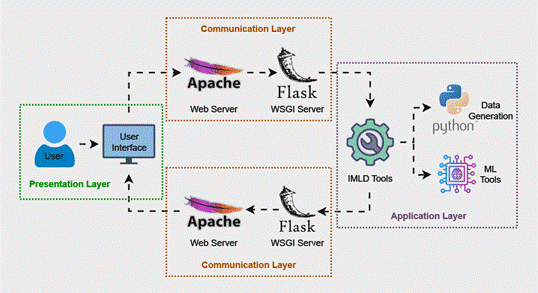 Communication Layer
Apache
Web Server
Flask
WSGI Server
User
User
Interface
Presentation Layer
IMLD Tools
python
Data
Generation
ML
Tools
Application Layer
Apache
Web Server
Flask
WSGI Server
Communication Layer